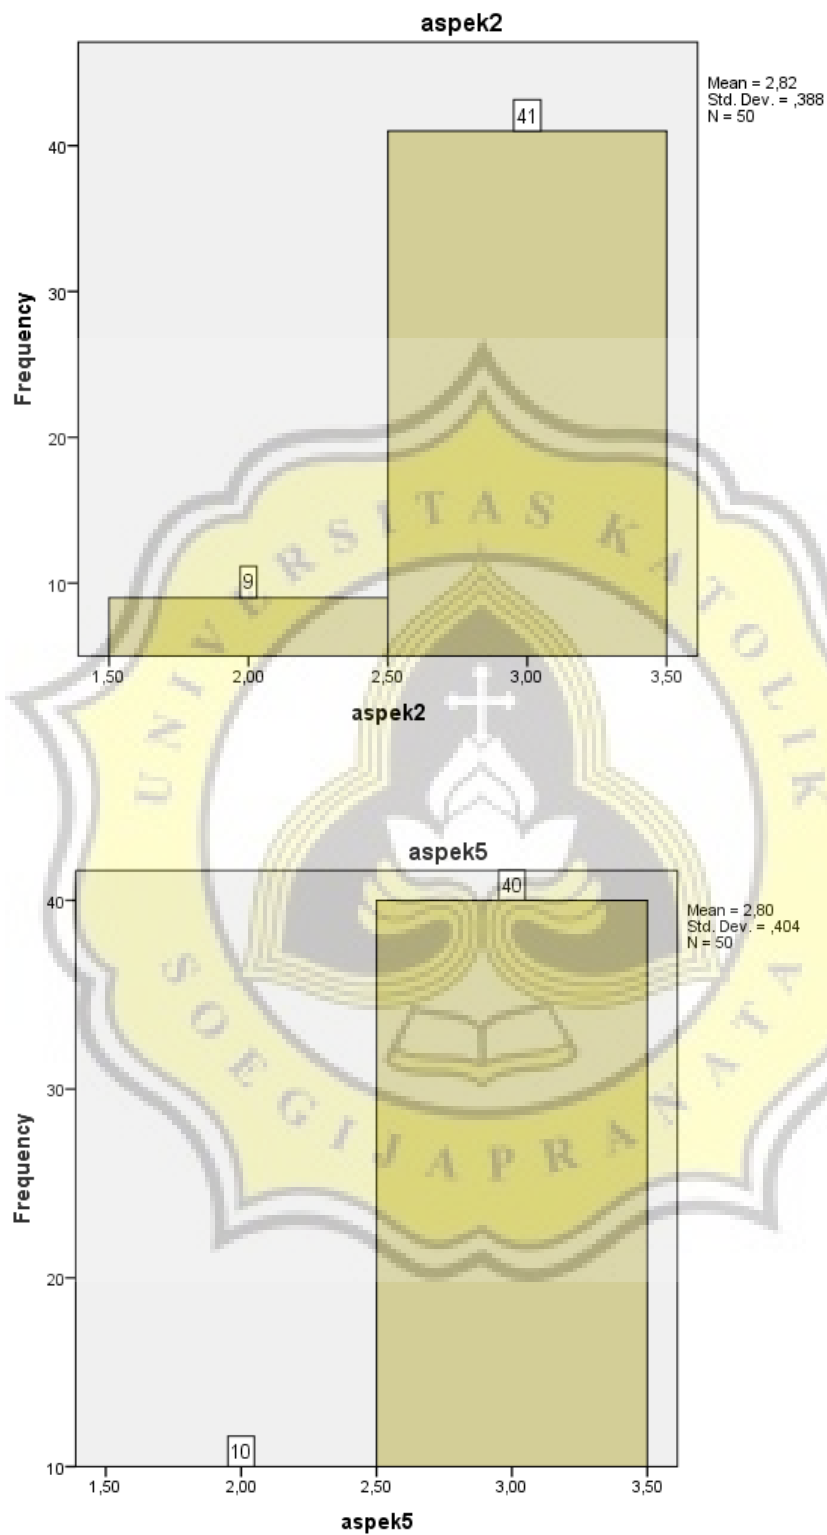 aspek2
Mean = 2,82
Std. Dev. = ,388
N = 50
41
40
30
20
10
9
Frequency
1,50 2,00 2,50 3,00 3,50
aspek2
UNIVERSITAS KATOLIK
SOEGIJAPRANATA
aspek5
Mean = 2,80
Std. Dev. = ,404
N = 50
40
40
30
20
10
10
Frequency
1,50 2,00 2,50 3,00 3,50
aspek5